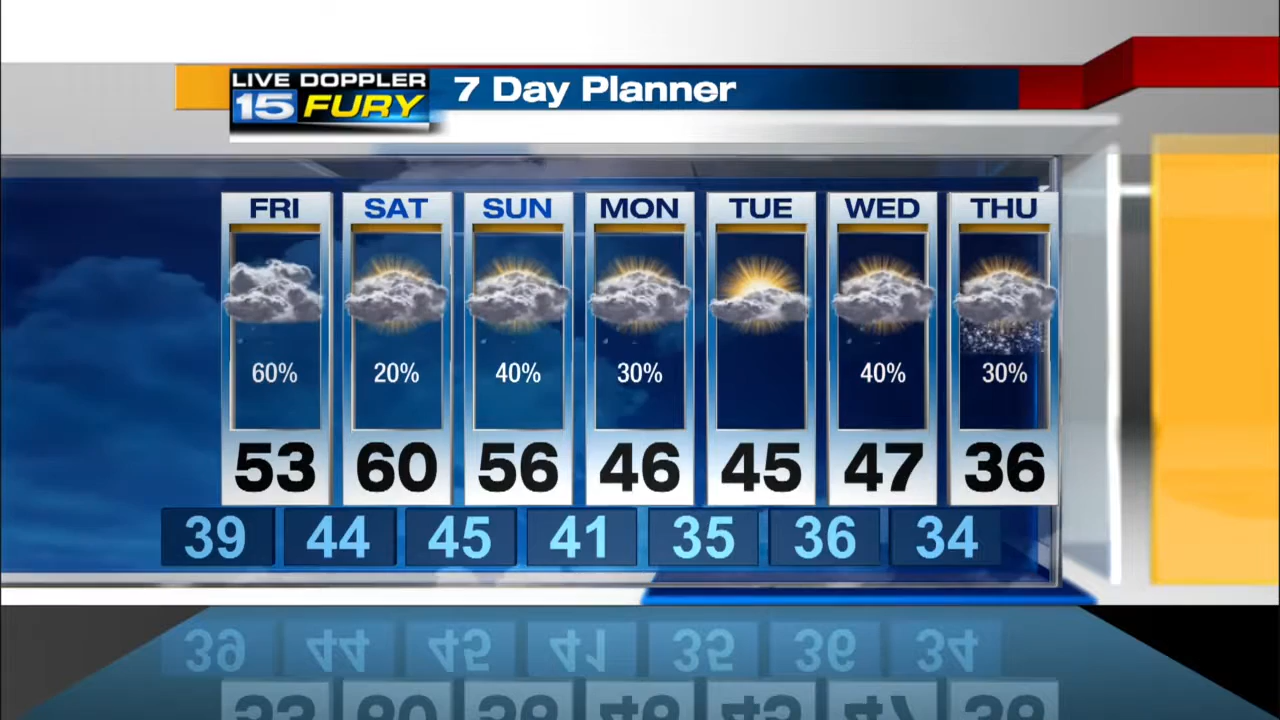 LIVE DOPPLER
15 FURY
7 Day Planner
FRI SAT SUN MON TUE WED THU
60% 20% 40% 30% 40% 30%
53 60 56 46 45 47 36
39 44 45 41 35 36 34